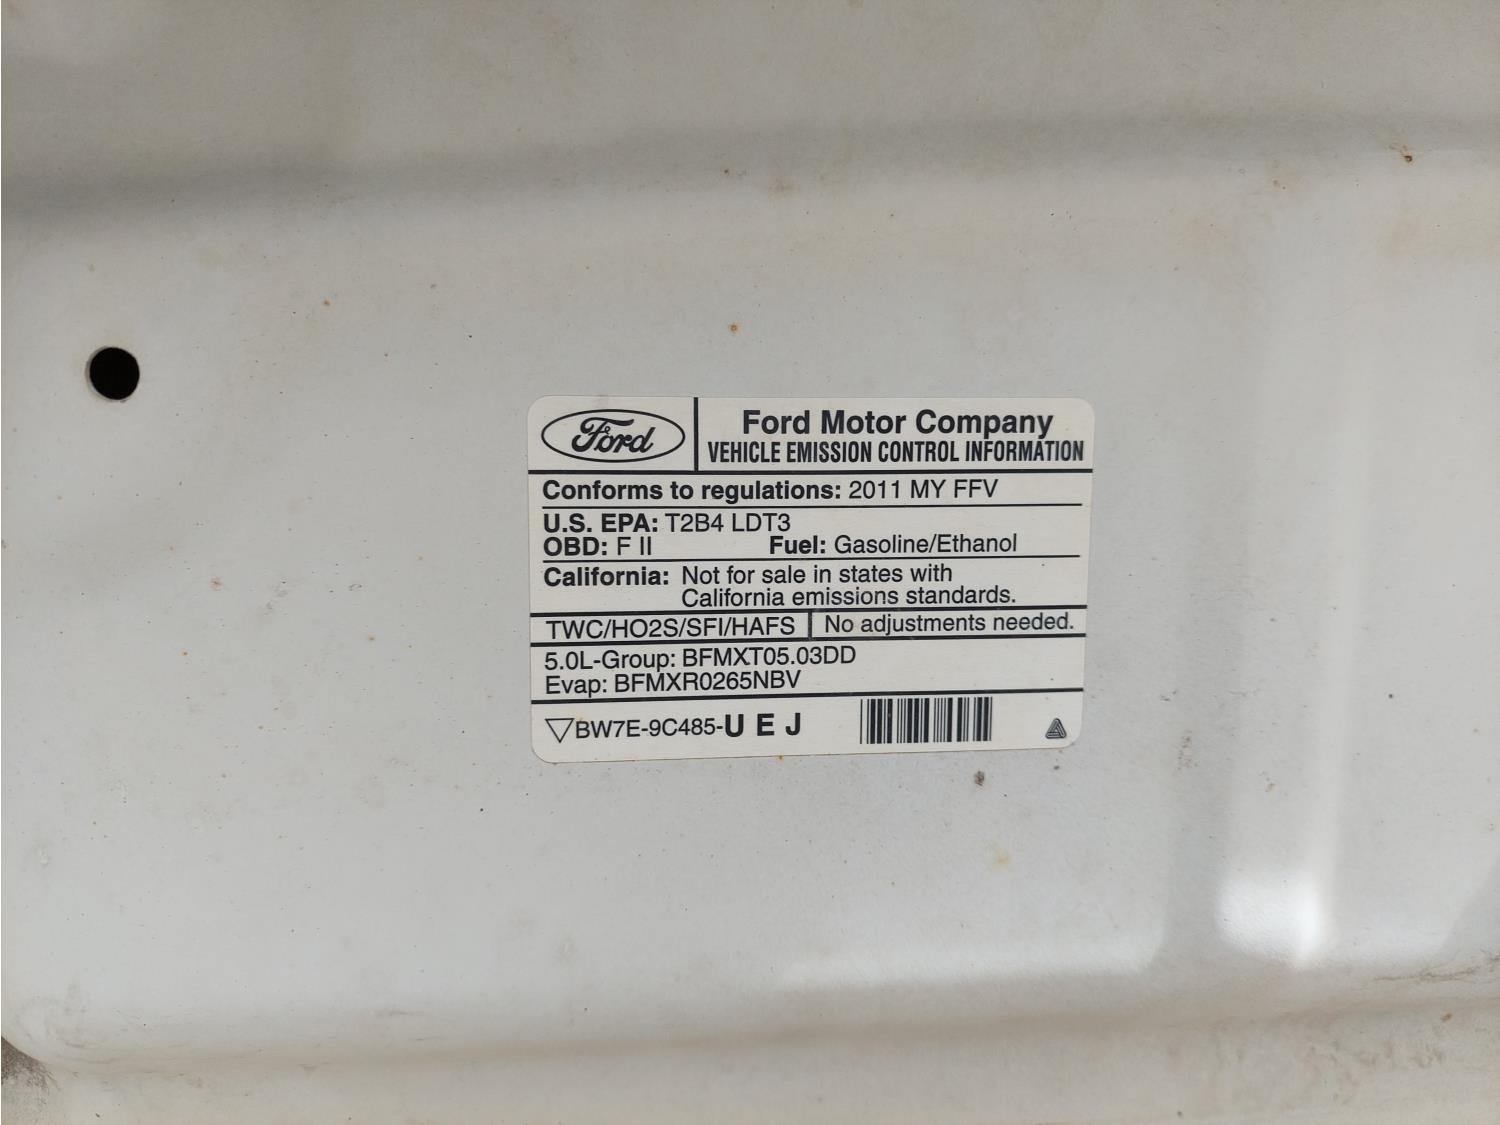 Ford
Ford Motor Company
VEHICLE EMISSION CONTROL INFORMATION
Conforms to regulations: 2011 MY FFV
U.S. EPA: T2B4 LDT3
OBD: F II Fuel: Gasoline/Ethanol
California: Not for sale in states with
California emissions standards.
TWC/HO2S/SFI/HAFS No adjustments needed.
5.0L-Group: BFMXT05.03DD
Evap: BFMXR0265NBV
BW7E-9C485-U E J